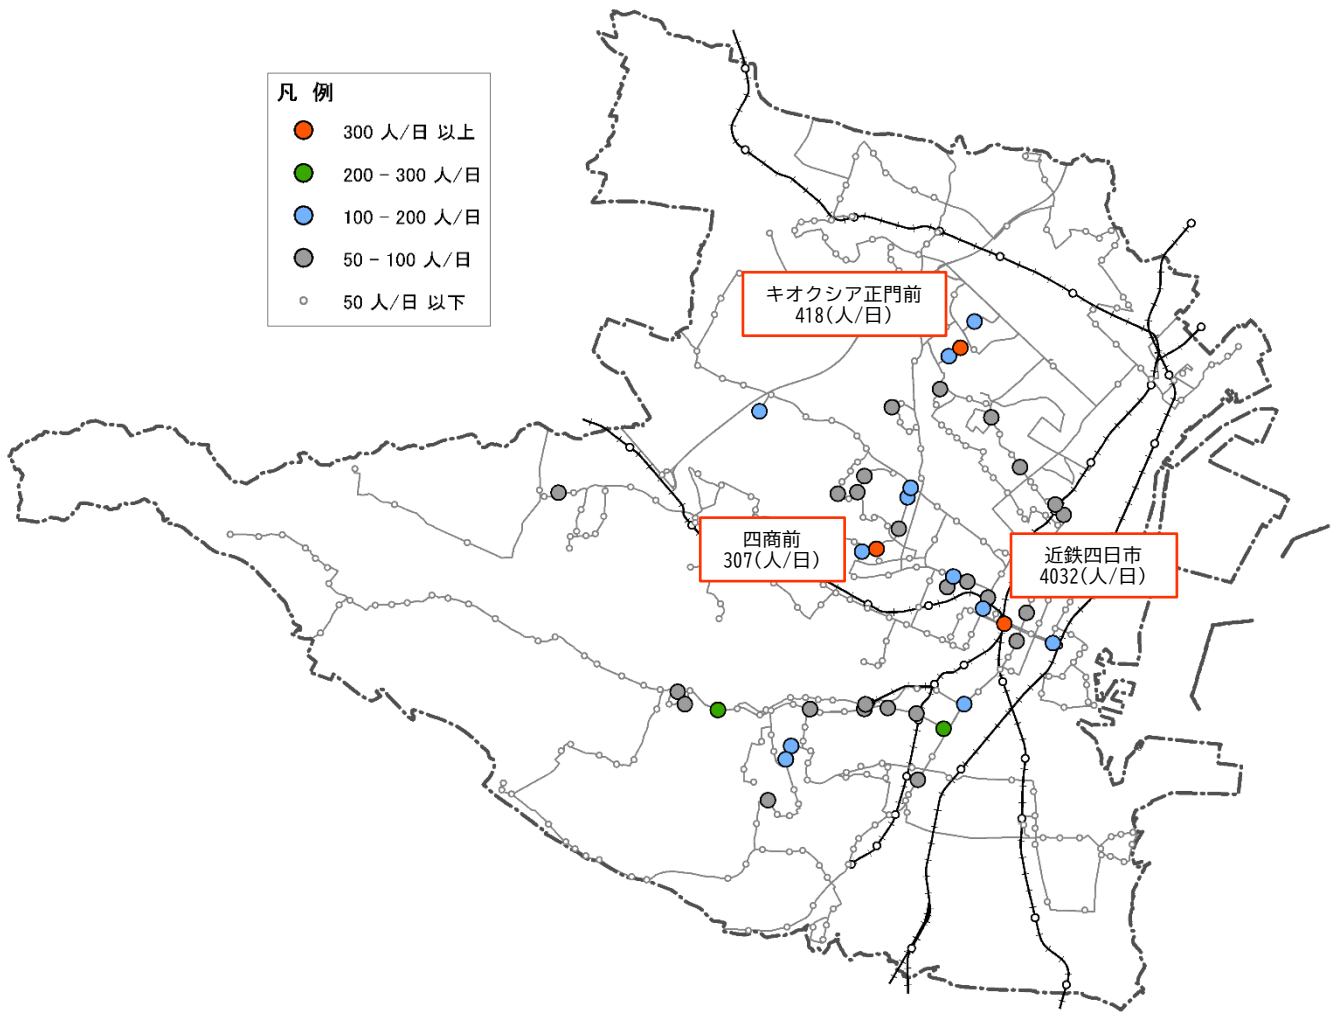 凡 例
300 人/日 以上
200 - 300 人/日
100 - 200 人/日
50 - 100 人/日
50 人/日 以下
キオクシア正門前
418(人/日)
四商前
307(人/日)
近鉄四日市
4032(人/日)